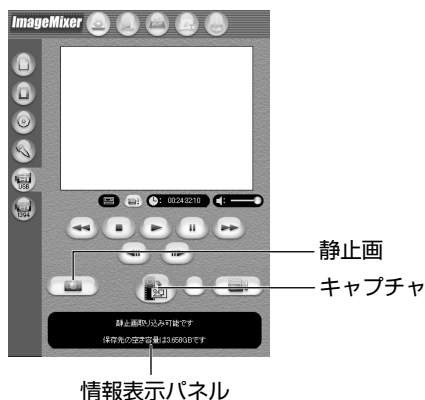 ImageMixer
USB
1394
00:24:32:10
静止画
キャプチャ
静止画取り込み可能です
保存先の空き容量は3.650GBです
情報表示パネル